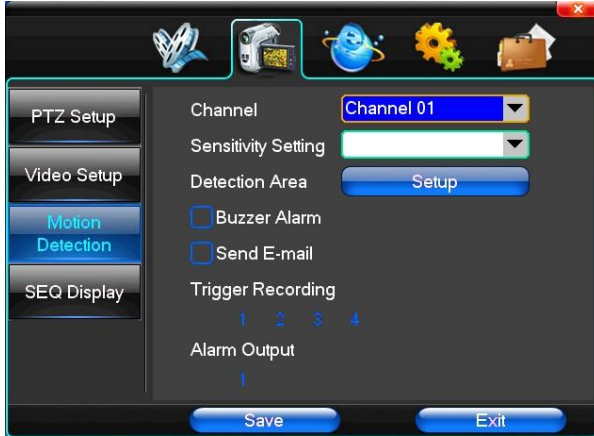 Channel Channel 01
PTZ Setup
Sensitivity Setting
Video Setup
Detection Area Setup
Motion
Detection
Buzzer Alarm
Send E-mail
SEQ Display
Trigger Recording
1 2 3 4
Alarm Output
1
Save Exit